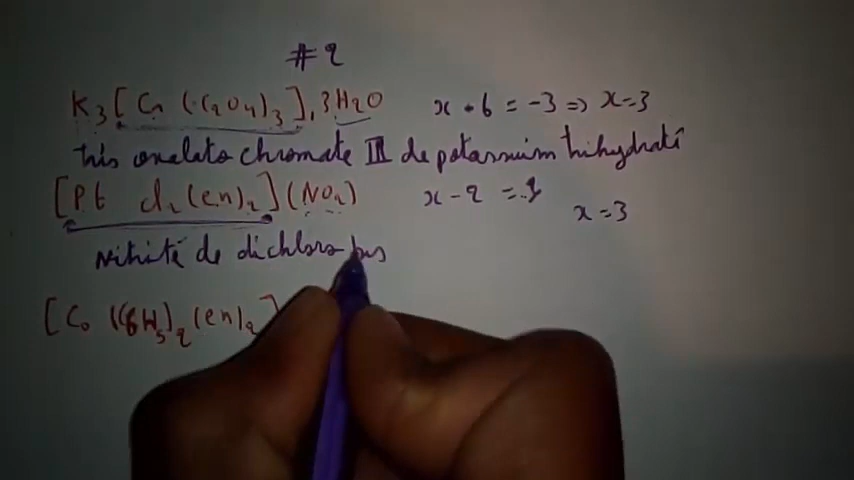 #2
K3[Cr (C2O4)3], 3H2O x - 6 = -3 => x=3
tris oxalato chromate III de potassium trihydraté
[Pt cl2(en)2](NO2) x - 2 = 1
x = 3
Nitrite de dichloro bis
[Co (C6H5)2(en)2]